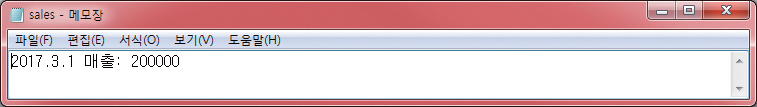 sales - 메모장
파일(F) 편집(E) 서식(O) 보기(V) 도움말(H)
2017.3.1 매출: 200000